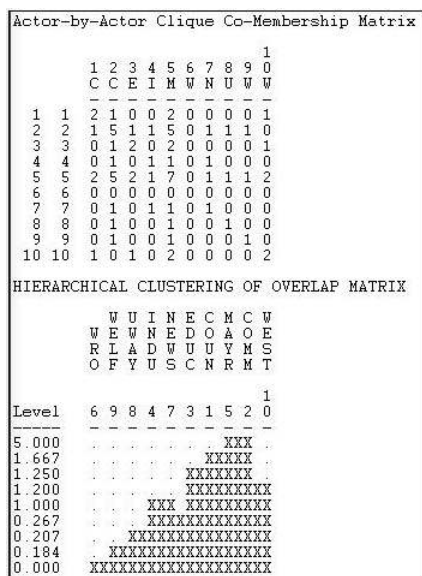 Actor-by-Actor Clique Co-Membership Matrix
1
1 2 3 4 5 6 7 8 9 0
C C E I M W N U W W
- - - - - - - - - -
1 1 2 1 0 0 2 0 0 0 0 1
2 2 1 5 1 1 5 0 1 1 1 0
3 3 0 1 2 0 2 0 0 0 0 1
4 4 0 1 0 1 1 0 1 0 0 0
5 5 2 5 2 1 7 0 1 1 1 2
6 6 0 0 0 0 0 0 0 0 0 0
7 7 0 1 0 1 1 0 1 0 0 0
8 8 0 1 0 0 1 0 0 1 0 0
9 9 0 1 0 0 1 0 0 0 1 0
10 10 1 0 1 0 2 0 0 0 0 2
HIERARCHICAL CLUSTERING OF OVERLAP MATRIX
W U I N E C M C W
W E W N E D O A O E
R L A D W U U Y M S
O F Y U S C N R M T
1
Level 6 9 8 4 7 3 1 5 2 0
----- - - - - - - - - - -
5.000 . . . . . . . XXX .
1.667 . . . . . . XXXXX .
1.250 . . . . . XXXXXXX .
1.200 . . . . . XXXXXXXXX
1.000 . . . XXX XXXXXXXXX
0.267 . . . XXXXXXXXXXXXX
0.207 . . XXXXXXXXXXXXXXX
0.184 . XXXXXXXXXXXXXXXXX
0.000 XXXXXXXXXXXXXXXXXXX